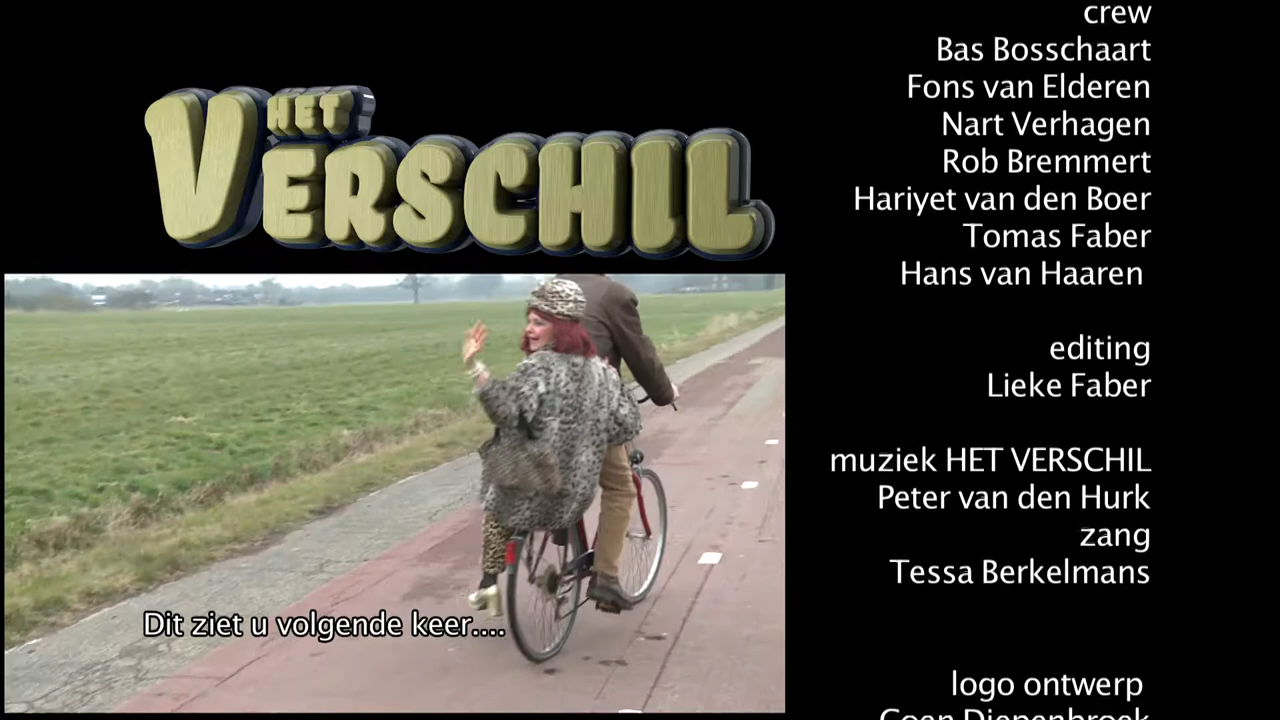 HET
VERSCHIL
Dit ziet u volgende keer....
crew
Bas Bosschaart
Fons van Elderen
Nart Verhagen
Rob Bremmert
Hariyet van den Boer
Tomas Faber
Hans van Haaren
editing
Lieke Faber
muziek HET VERSCHIL
Peter van den Hurk
zang
Tessa Berkelmans
logo ontwerp
Coen Diepenbroek